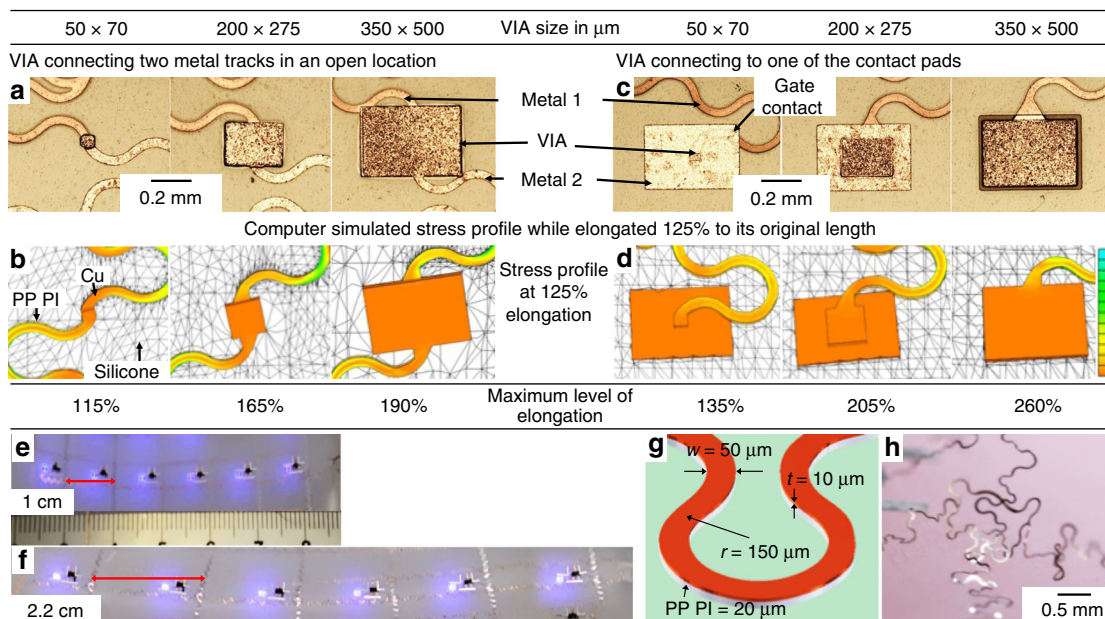 50 × 70 200 × 275 350 × 500 VIA size in μm 50 × 70 200 × 275 350 × 500
VIA connecting two metal tracks in an open location VIA connecting to one of the contact pads
a c
Metal 1
Gate
contact
VIA
Metal 2
0.2 mm 0.2 mm
Computer simulated stress profile while elongated 125% to its original length
b d
Cu
PP PI
Silicone
Stress profile
at 125%
elongation
115% 165% 190% Maximum level of
elongation
135% 205% 260%
e
1 cm
f
2.2 cm
g
w = 50 μm
t = 10 μm
r = 150 μm
PP PI = 20 μm
h
0.5 mm